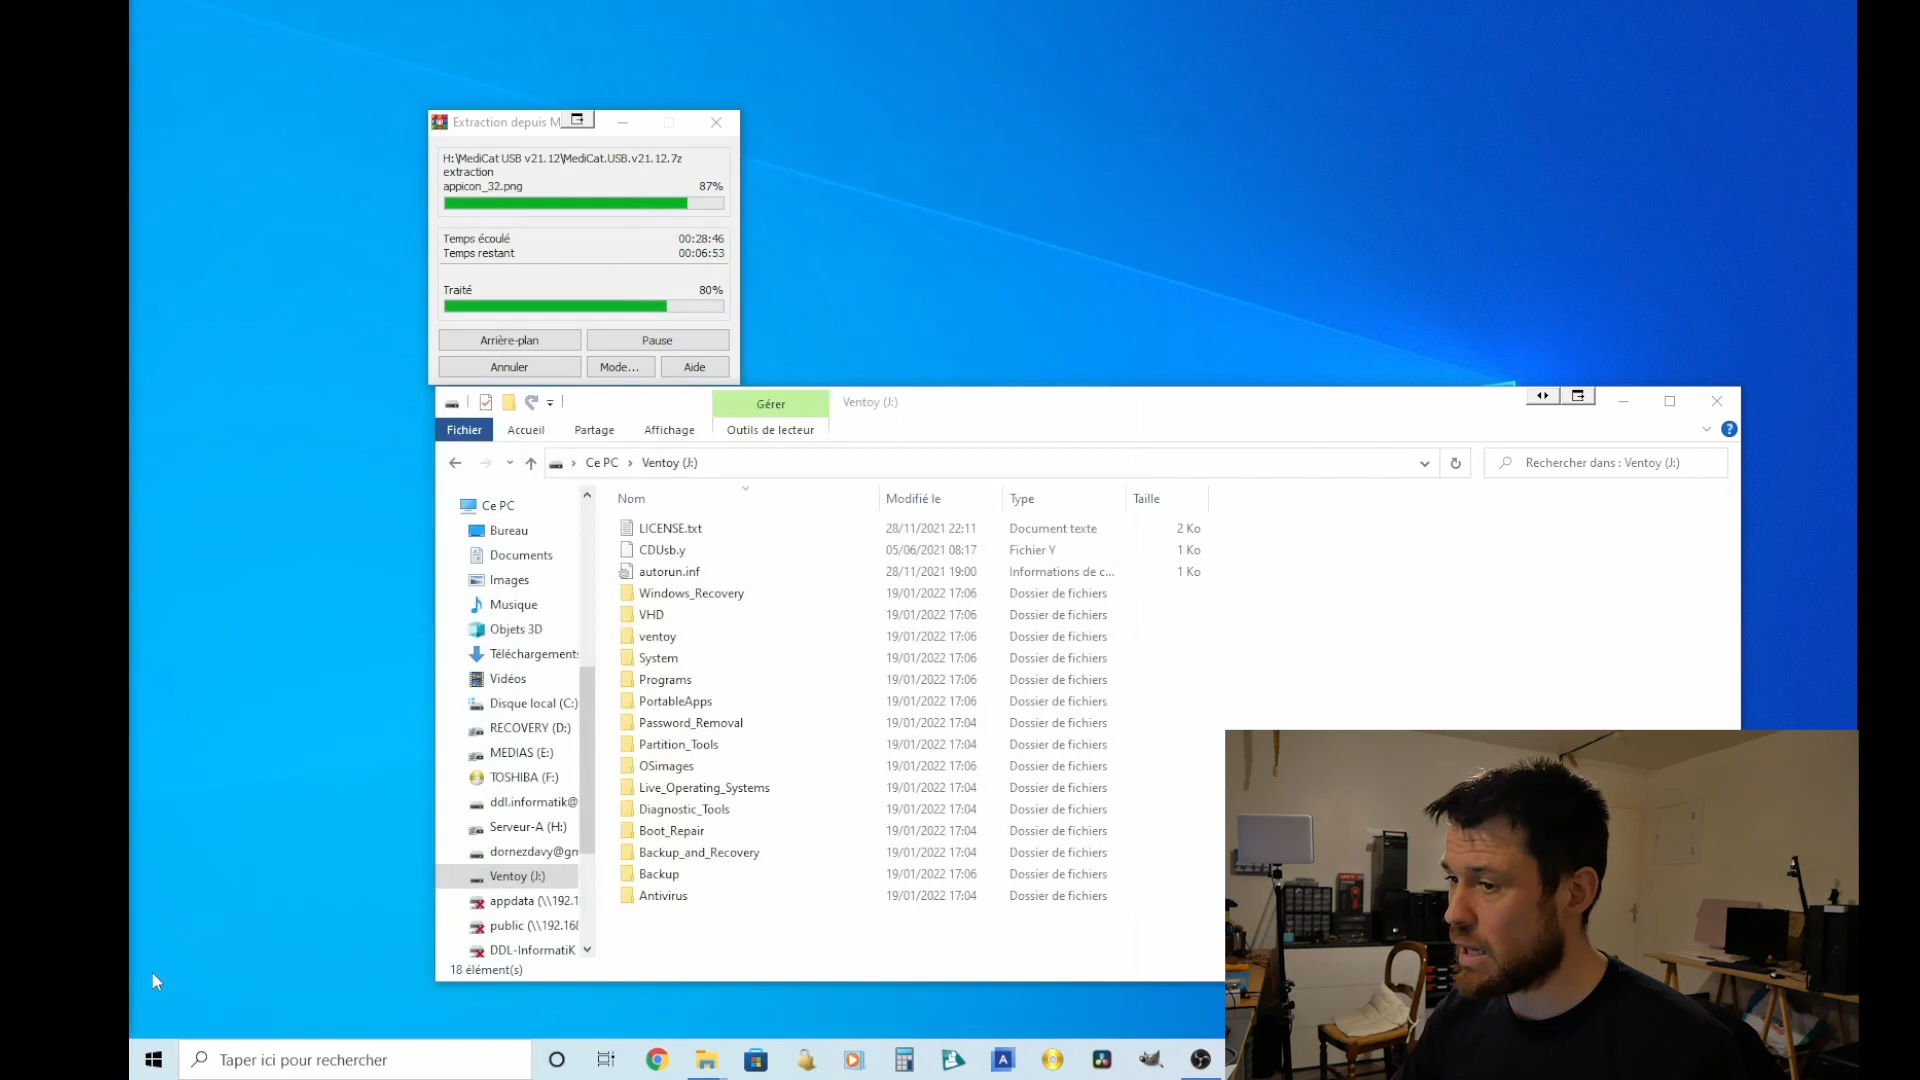 Extraction depuis M
H:\MediCat USB v21.12\MediCat.USB.v21.12.7z
extraction
appicon_32.png 87%
Temps écoulé 00:28:46
Temps restant 00:06:53
Traité 80%
Arrière-plan Pause
Annuler Mode... Aide
Gérer Ventoy (J:)
Fichier Accueil Partage Affichage Outils de lecteur
Ce PC > Ventoy (J:) Rechercher dans : Ventoy (J:)
Ce PC
Bureau
Documents
Images
Musique
Objets 3D
Téléchargements
Vidéos
Disque local (C:)
RECOVERY (D:)
MEDIAS (E:)
TOSHIBA (F:)
ddl.informatik@
Serveur-A (H:)
dornezdavy@gm
Ventoy (J:)
appdata (\\192.1
public (\\192.168
DDL-InformatiK
Nom Modifié le Type Taille
LICENSE.txt 28/11/2021 22:11 Document texte 2 Ko
CDUsb.y 05/06/2021 08:17 Fichier Y 1 Ko
autorun.inf 28/11/2021 19:00 Informations de c... 1 Ko
Windows_Recovery 19/01/2022 17:06 Dossier de fichiers
VHD 19/01/2022 17:06 Dossier de fichiers
ventoy 19/01/2022 17:06 Dossier de fichiers
System 19/01/2022 17:06 Dossier de fichiers
Programs 19/01/2022 17:06 Dossier de fichiers
PortableApps 19/01/2022 17:06 Dossier de fichiers
Password_Removal 19/01/2022 17:04 Dossier de fichiers
Partition_Tools 19/01/2022 17:04 Dossier de fichiers
OSimages 19/01/2022 17:06 Dossier de fichiers
Live_Operating_Systems 19/01/2022 17:04 Dossier de fichiers
Diagnostic_Tools 19/01/2022 17:04 Dossier de fichiers
Boot_Repair 19/01/2022 17:04 Dossier de fichiers
Backup_and_Recovery 19/01/2022 17:04 Dossier de fichiers
Backup 19/01/2022 17:06 Dossier de fichiers
Antivirus 19/01/2022 17:04 Dossier de fichiers
18 élément(s)
Taper ici pour rechercher